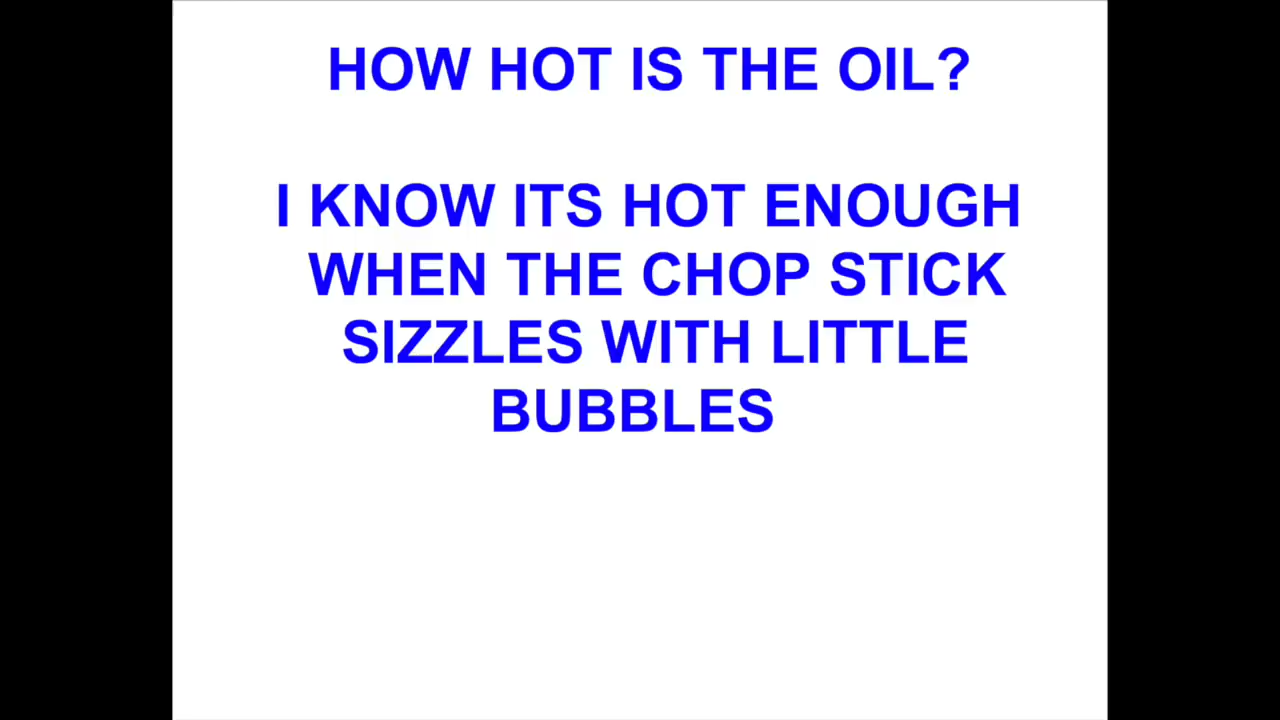 HOW HOT IS THE OIL?
I KNOW ITS HOT ENOUGH
WHEN THE CHOP STICK
SIZZLES WITH LITTLE
BUBBLES